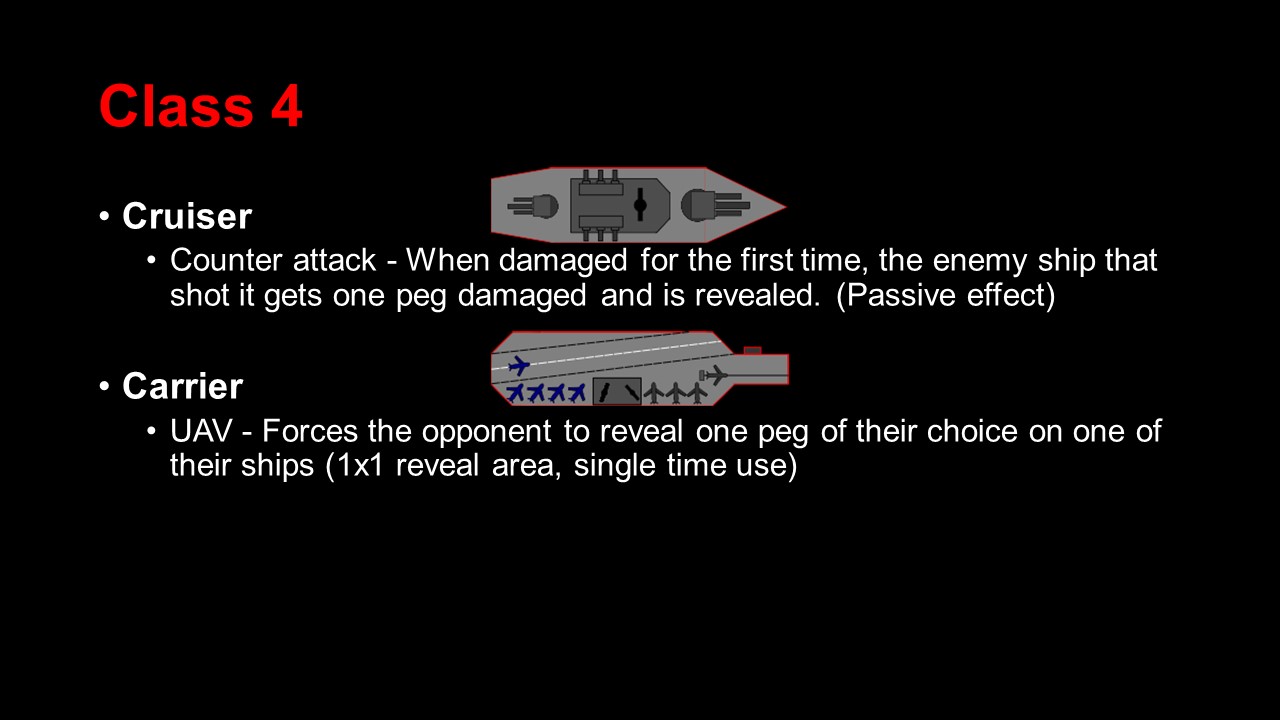 Class 4
• Cruiser
• Counter attack - When damaged for the first time, the enemy ship that
shot it gets one peg damaged and is revealed. (Passive effect)
• Carrier
• UAV - Forces the opponent to reveal one peg of their choice on one of
their ships (1x1 reveal area, single time use)